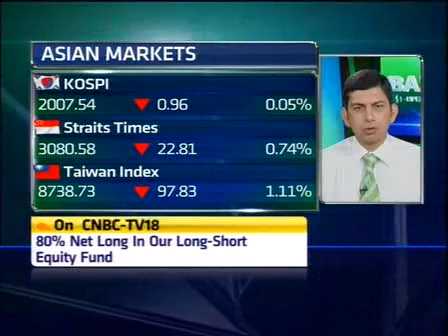 ASIAN MARKETS
KOSPI
2007.54 ▼ 0.96 0.05%
Straits Times
3080.58 ▼ 22.81 0.74%
Taiwan Index
8738.73 ▼ 97.83 1.11%
BA
On CNBC-TV18
80% Net Long In Our Long-Short
Equity Fund